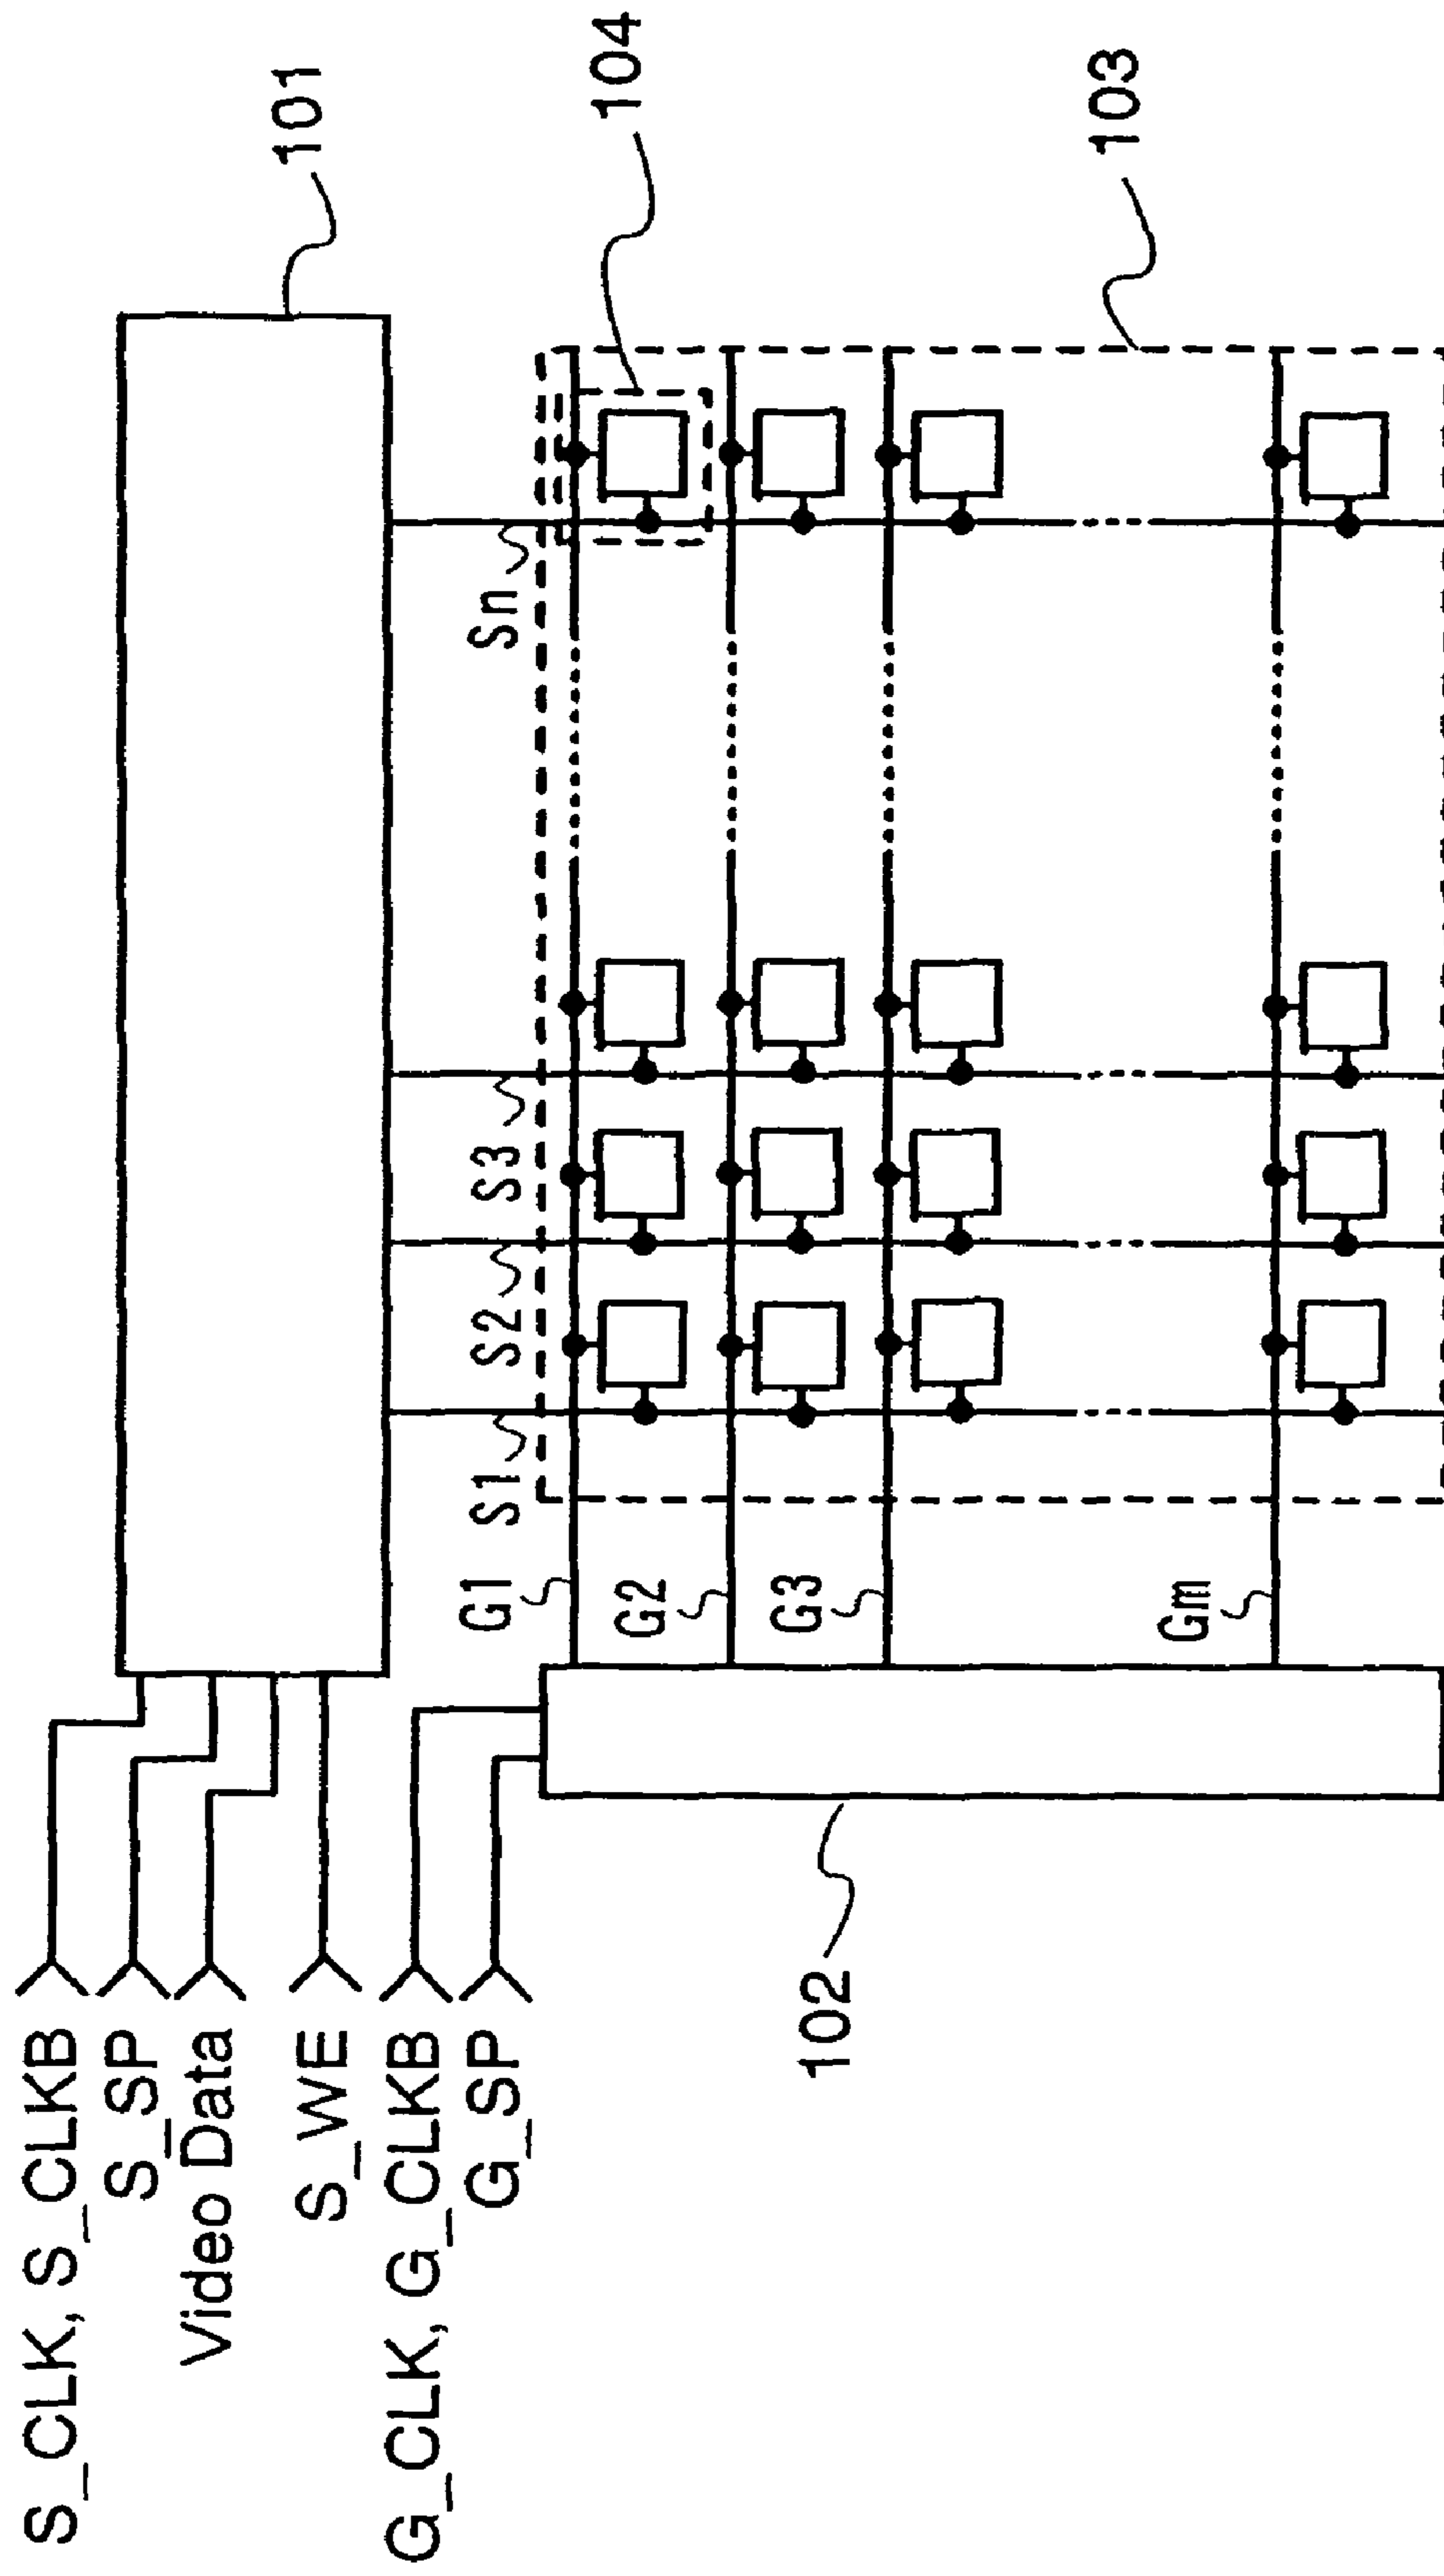 S_CLK, S_CLKB
S_SP
Video Data
S_WE
G_CLK, G_CLKB
G_SP
101
102
103
104
S1
S2
S3
Sn
G1
G2
G3
Gm